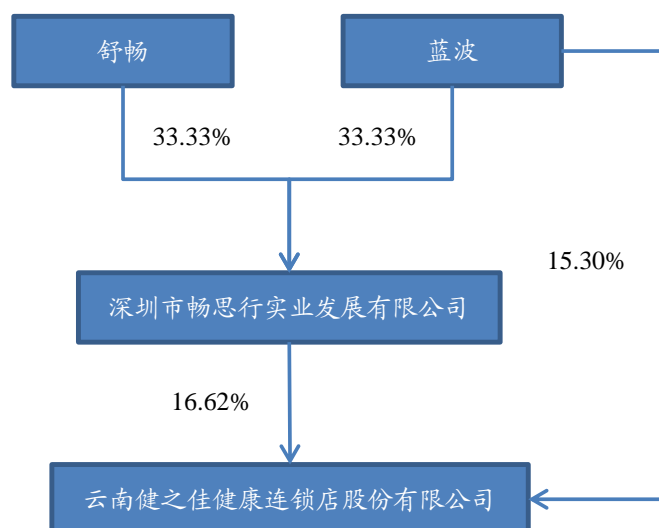 舒畅
蓝波
33.33%
33.33%
15.30%
深圳市畅思行实业发展有限公司
16.62%
云南健之佳健康连锁店股份有限公司